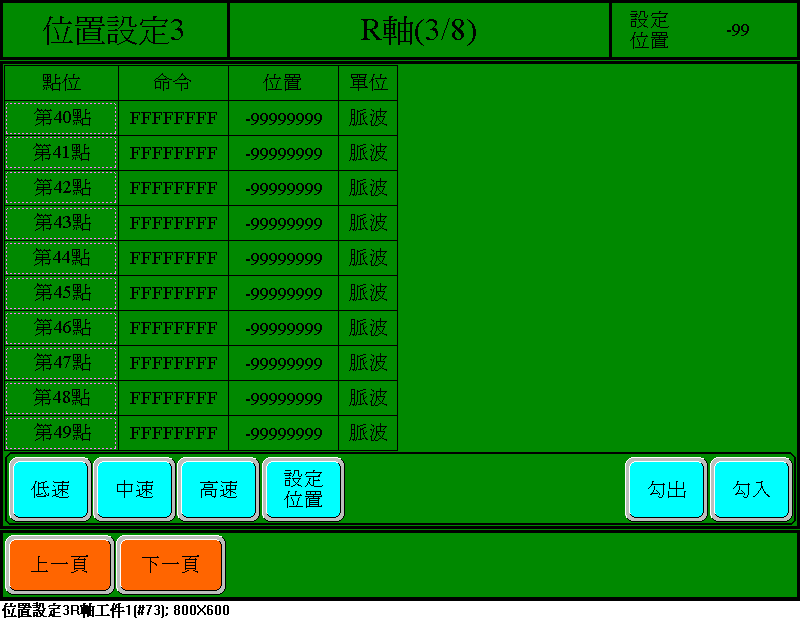 位置設定3
R軸(3/8)
設定
位置
-99
點位 命令 位置 單位
第40點 FFFFFFFF -99999999 脈波
第41點 FFFFFFFF -99999999 脈波
第42點 FFFFFFFF -99999999 脈波
第43點 FFFFFFFF -99999999 脈波
第44點 FFFFFFFF -99999999 脈波
第45點 FFFFFFFF -99999999 脈波
第46點 FFFFFFFF -99999999 脈波
第47點 FFFFFFFF -99999999 脈波
第48點 FFFFFFFF -99999999 脈波
第49點 FFFFFFFF -99999999 脈波
低速
中速
高速
設定
位置
勾出
勾入
上一頁
下一頁
位置設定3R軸工件1(#73); 800X600